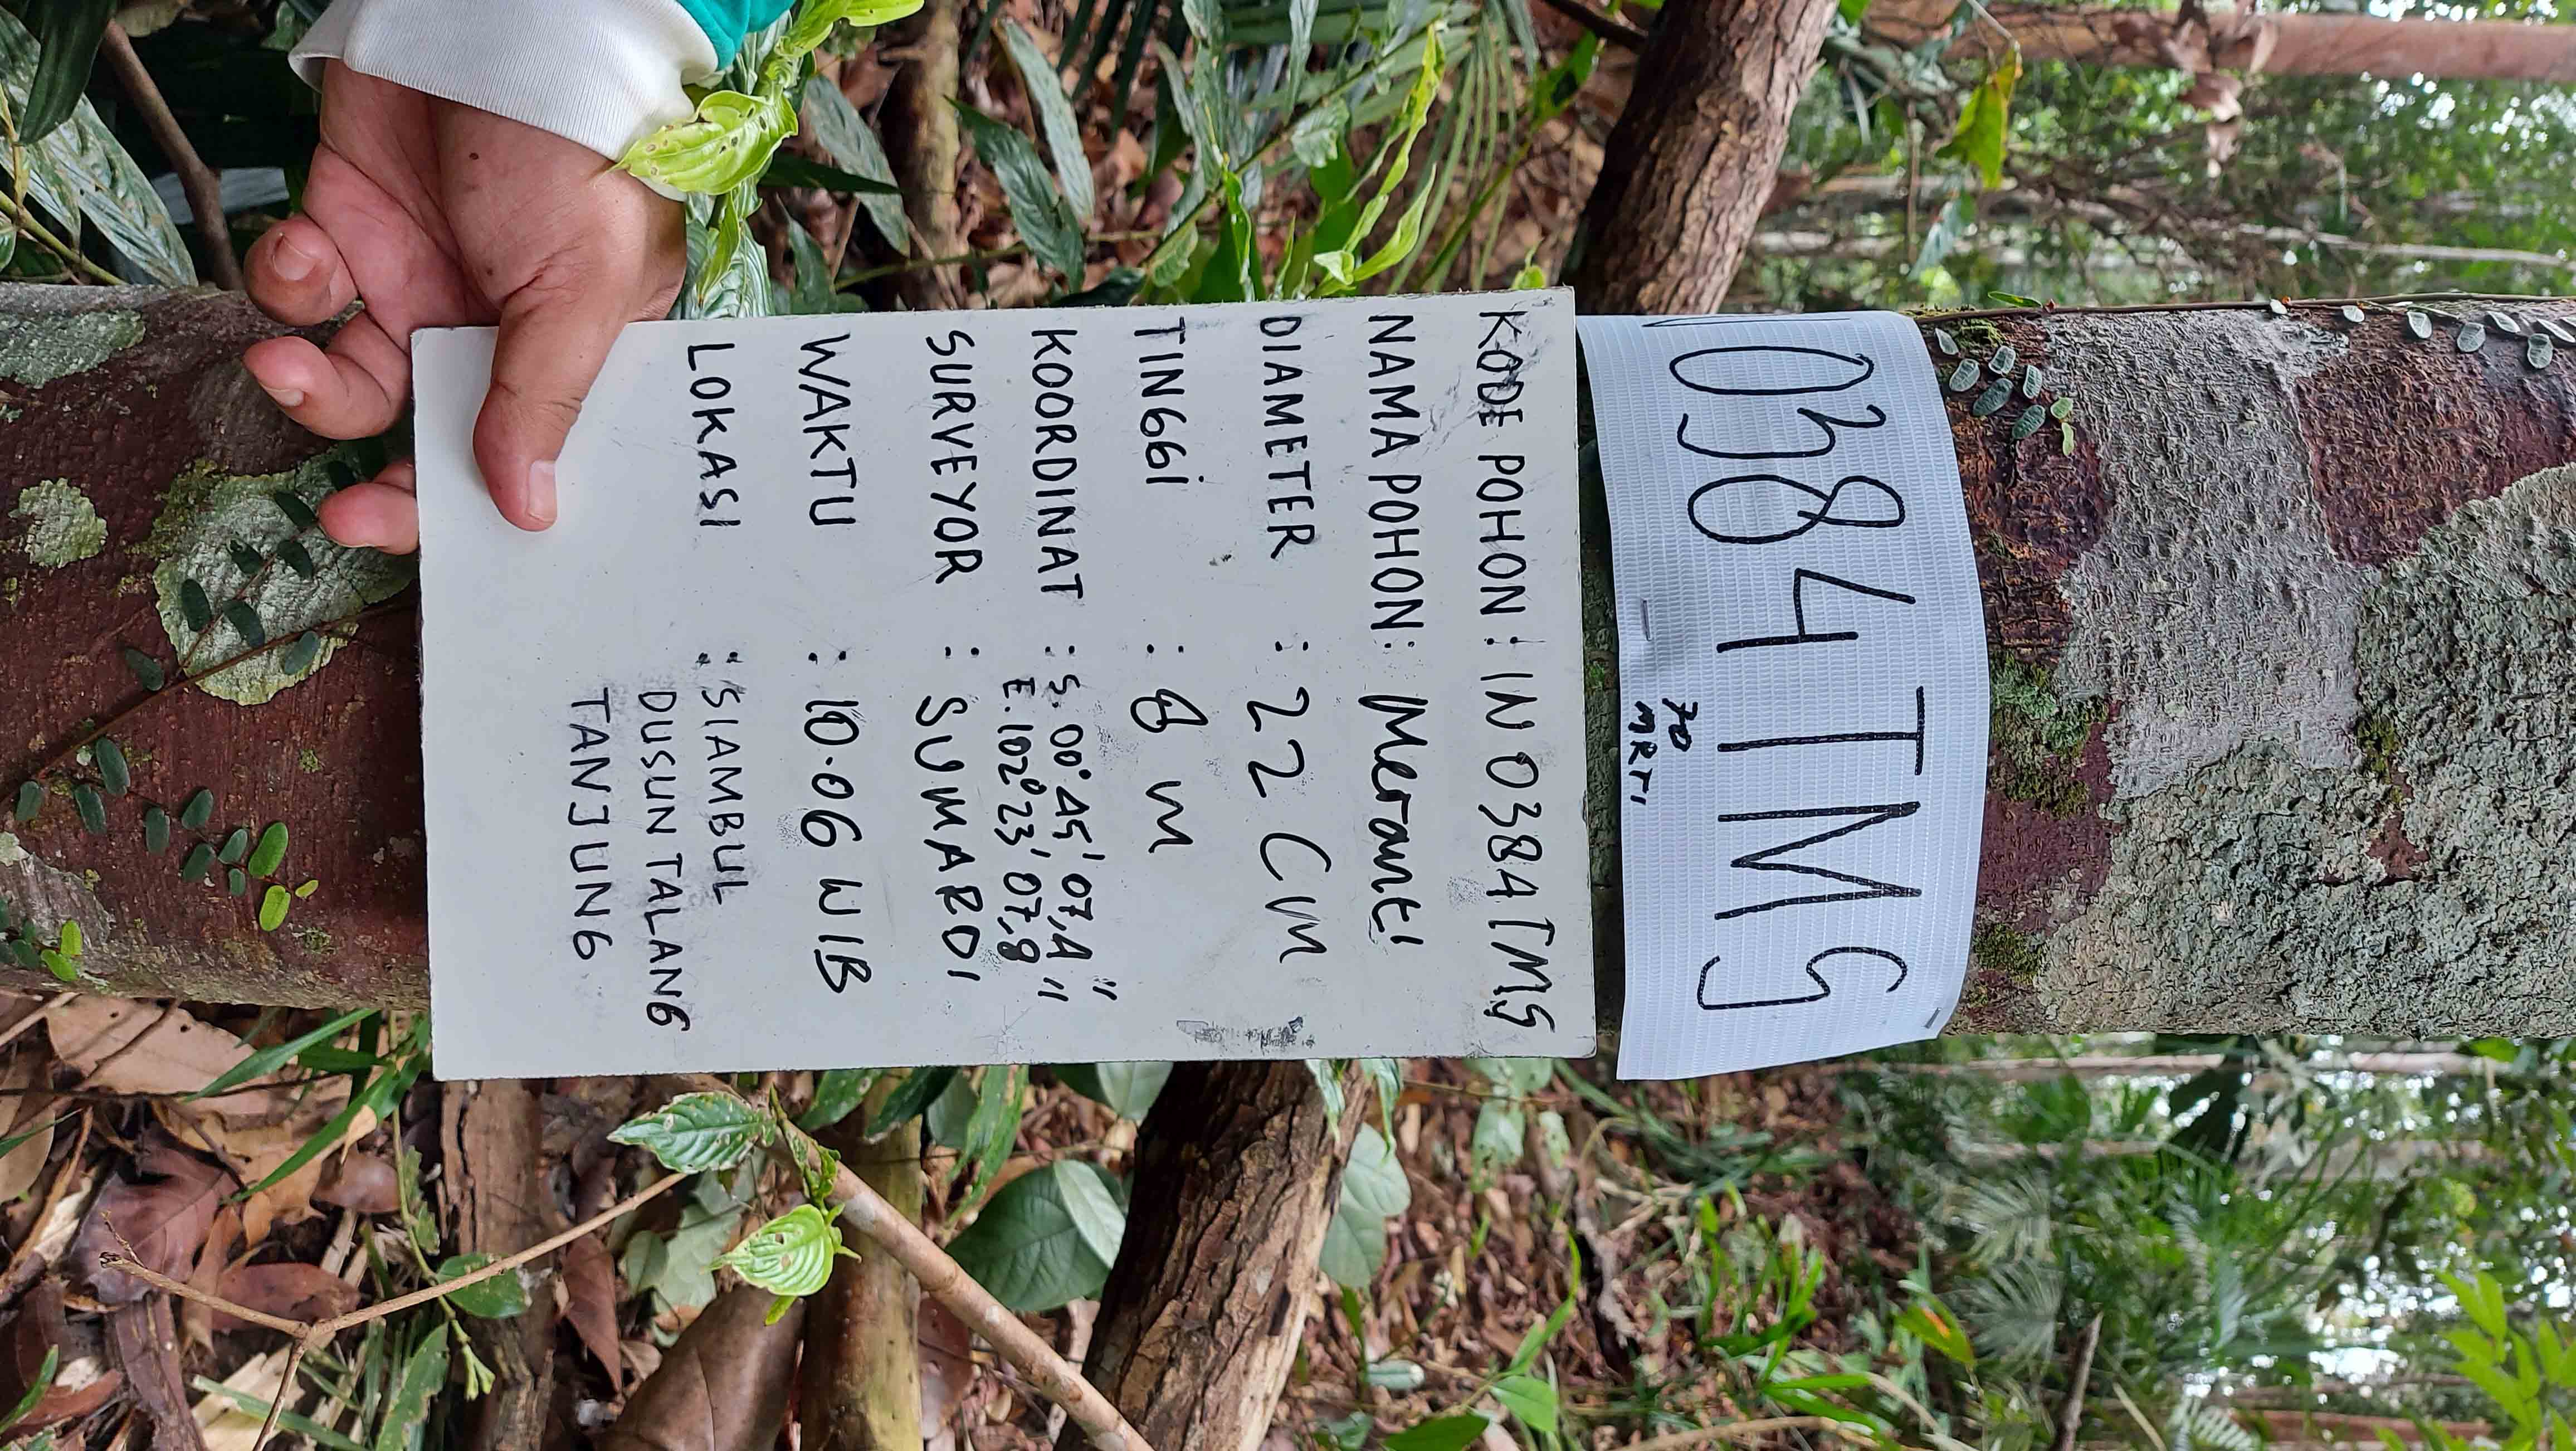 N0384TMS
70
MRTI
KODE POHON : IN 0384TMS
NAMA POHON : Meranti
DIAMETER : 22 CM
TINGGi : 8 m
KOORDINAT : S. 00° 45' 07,4"
E. 102° 23' 07,8"
SURVEYOR : SUMARDI
WAKTU : 10.06 WIB
LOKASI : SIAMBUL
DUSUN TALANG
TANJUNG